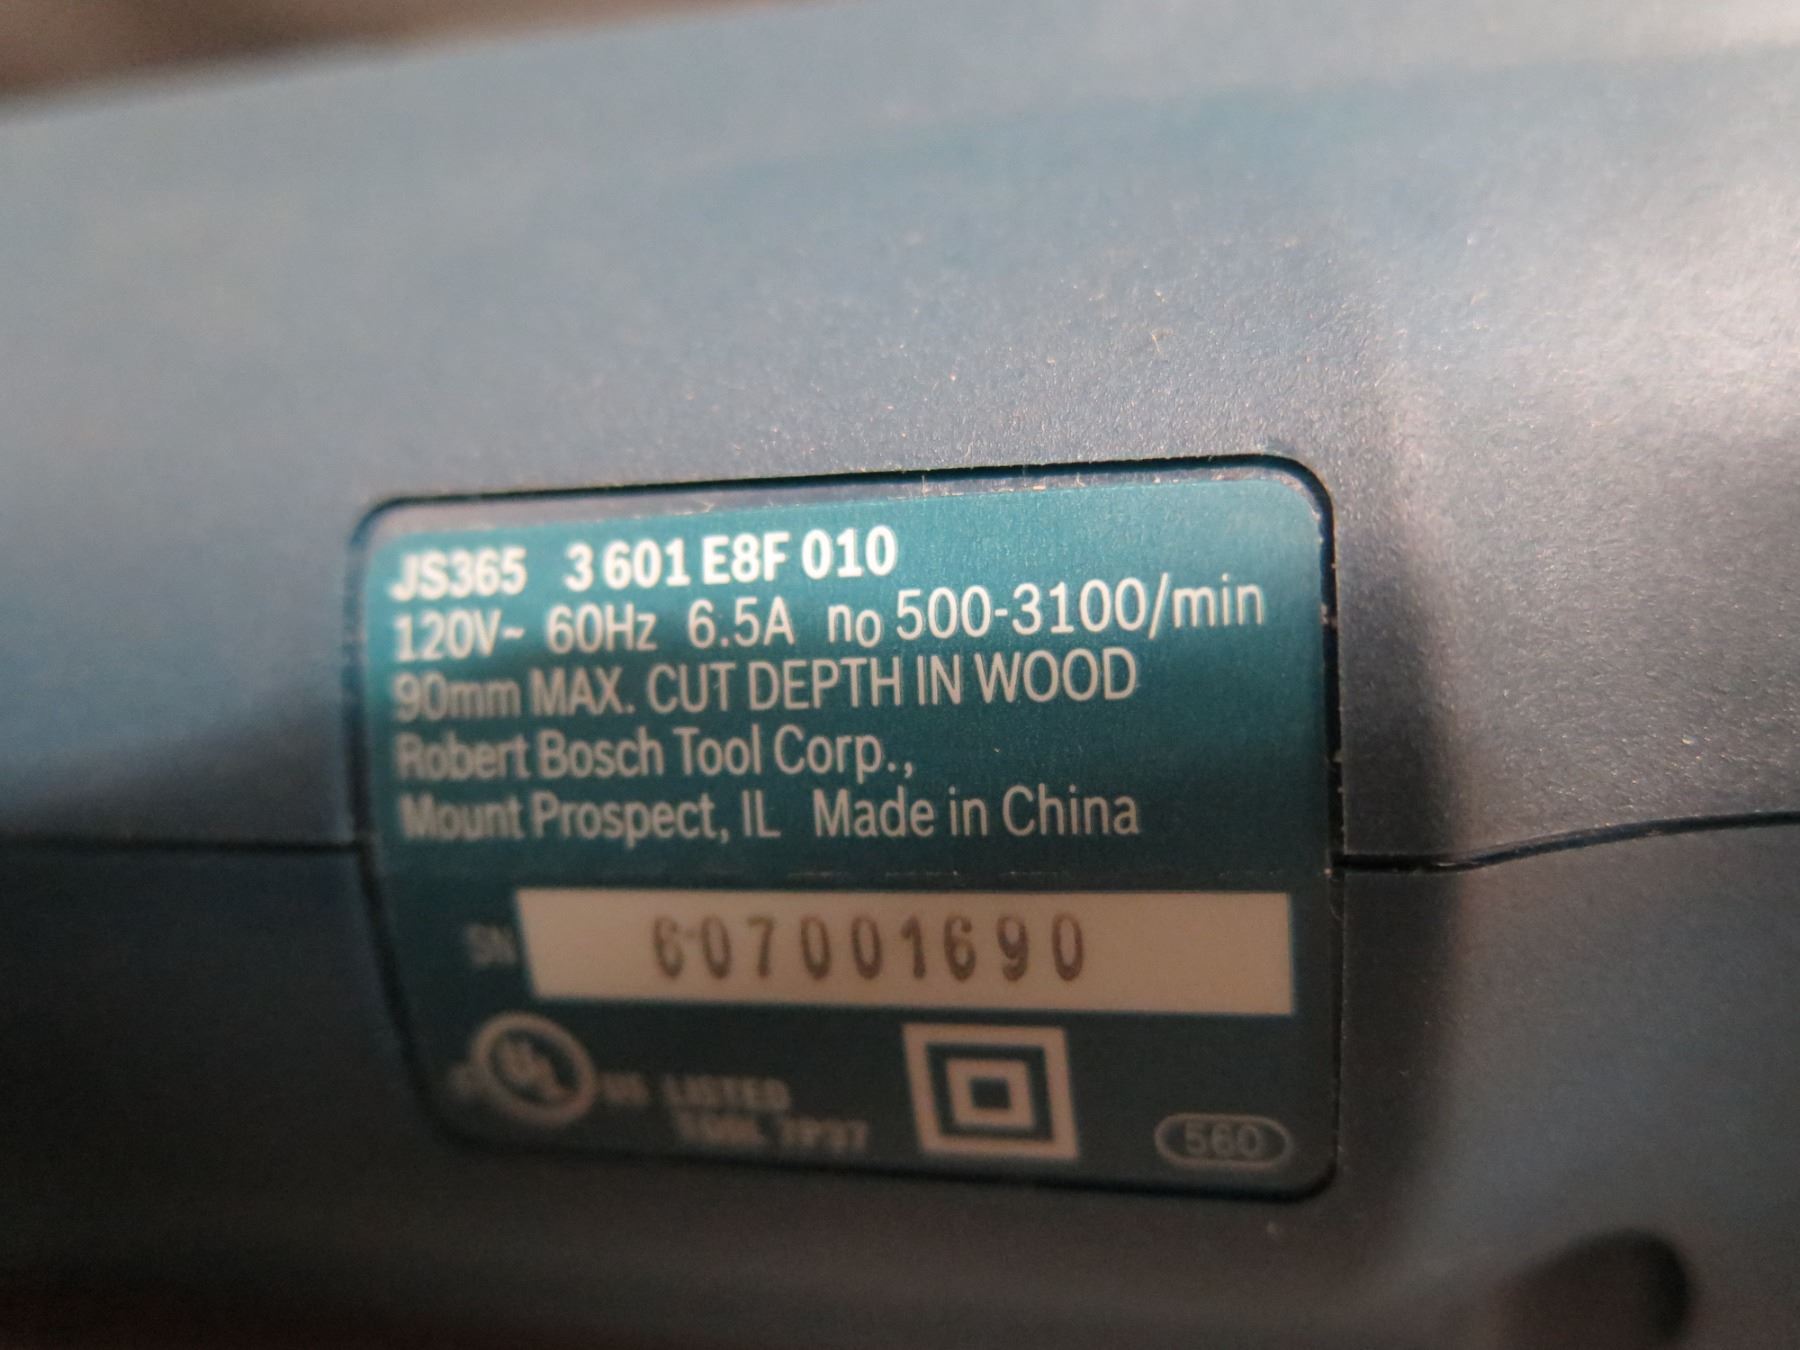 JS365 3 601 E8F 010
120V~ 60Hz 6.5A no 500-3100/min
90mm MAX. CUT DEPTH IN WOOD
Robert Bosch Tool Corp.,
Mount Prospect, IL Made in China
SN 607001690
UL LISTED
560